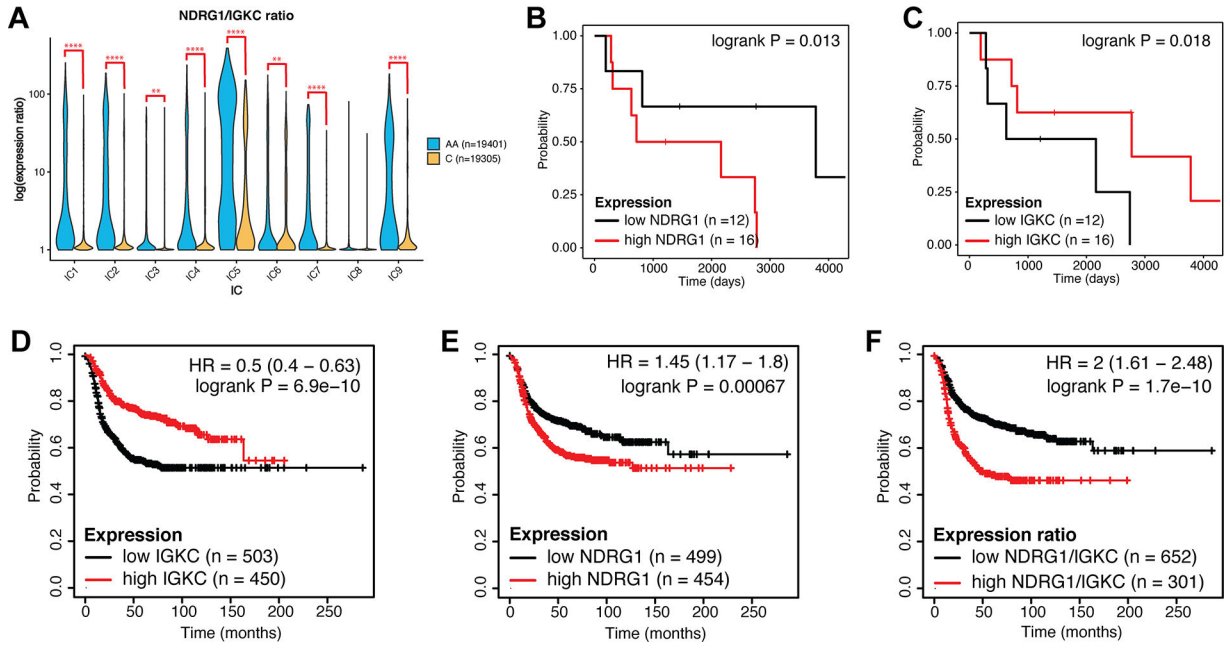 A
NDRG1/IGKC ratio
log(expression ratio)
100
10
1
**** **** ** **** **** ** **** ****
IC1 IC2 IC3 IC4 IC5 IC6 IC7 IC8 IC9
IC
AA (n=19401)
C (n=19305)
B
logrank P = 0.013
Probability
1.00
0.75
0.50
0.25
0.00
Expression
low NDRG1 (n =12)
high NDRG1 (n = 16)
0 1000 2000 3000 4000
Time (days)
C
logrank P = 0.018
Probability
1.00
0.75
0.50
0.25
0.00
Expression
low IGKC (n =12)
high IGKC (n = 16)
0 1000 2000 3000 4000
Time (days)
D
HR = 0.5 (0.4 − 0.63)
logrank P = 6.9e−10
Probability
1.0
0.8
0.6
0.4
0.2
0.0
Expression
low IGKC (n = 503)
high IGKC (n = 450)
0 50 100 150 200 250
Time (months)
E
HR = 1.45 (1.17 − 1.8)
logrank P = 0.00067
Probability
1.0
0.8
0.6
0.4
0.2
0.0
Expression
low NDRG1 (n = 499)
high NDRG1 (n = 454)
0 50 100 150 200 250
Time (months)
F
HR = 2 (1.61 − 2.48)
logrank P = 1.7e−10
Probability
1.0
0.8
0.6
0.4
0.2
0.0
Expression ratio
low NDRG1/IGKC (n = 652)
high NDRG1/IGKC (n = 301)
0 50 100 150 200 250
Time (months)